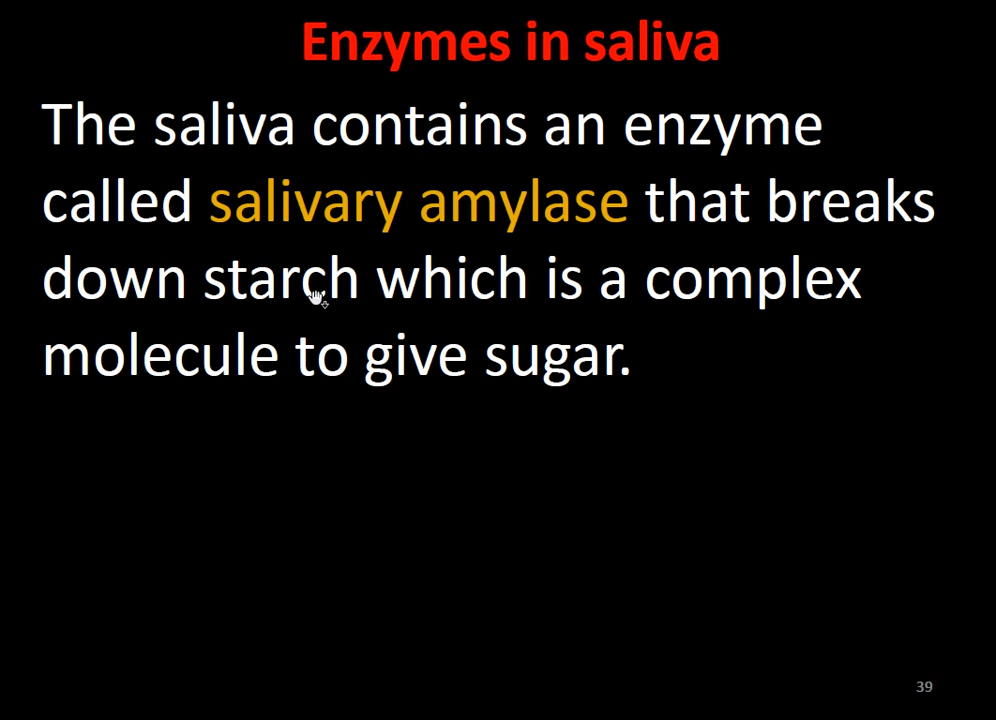 Enzymes in saliva
The saliva contains an enzyme
called salivary amylase that breaks
down starch which is a complex
molecule to give sugar.
39